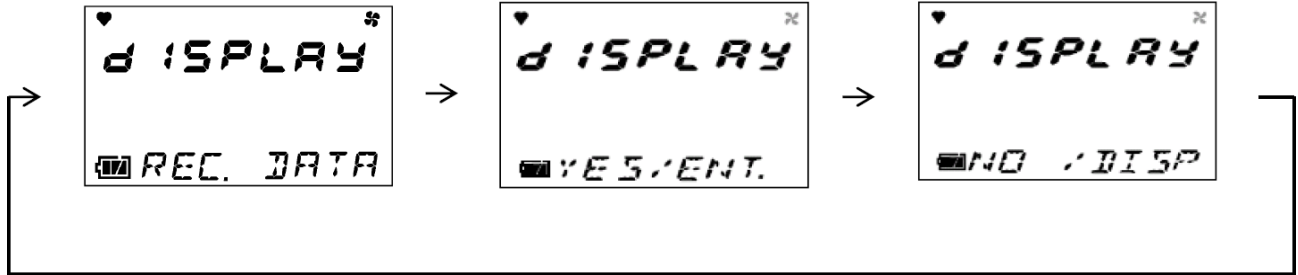 dISPLAY
REC. DATA
dISPLAY
YES/ENT.
dISPLAY
NO /DISP